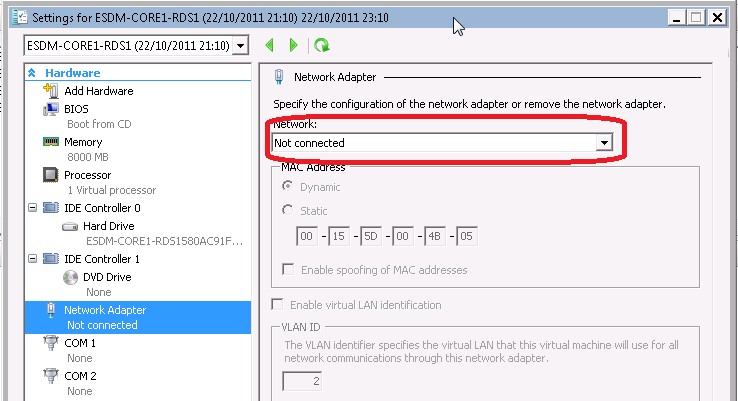 Settings for ESDM-CORE1-RDS1 (22/10/2011 21:10) 22/10/2011 23:10
ESDM-CORE1-RDS1 (22/10/2011 21:10)
Hardware
Add Hardware
BIOS
Boot from CD
Memory
8000 MB
Processor
1 Virtual processor
IDE Controller 0
Hard Drive
ESDM-CORE1-RDS1580AC91F...
IDE Controller 1
DVD Drive
None
Network Adapter
Not connected
COM 1
None
COM 2
None
Network Adapter
Specify the configuration of the network adapter or remove the network adapter.
Network:
Not connected
MAC Address
Dynamic
Static
00 - 15 - 5D - 00 - 4B - 05
Enable spoofing of MAC addresses
Enable virtual LAN identification
VLAN ID
The VLAN identifier specifies the virtual LAN that this virtual machine will use for all
network communications through this network adapter.
2